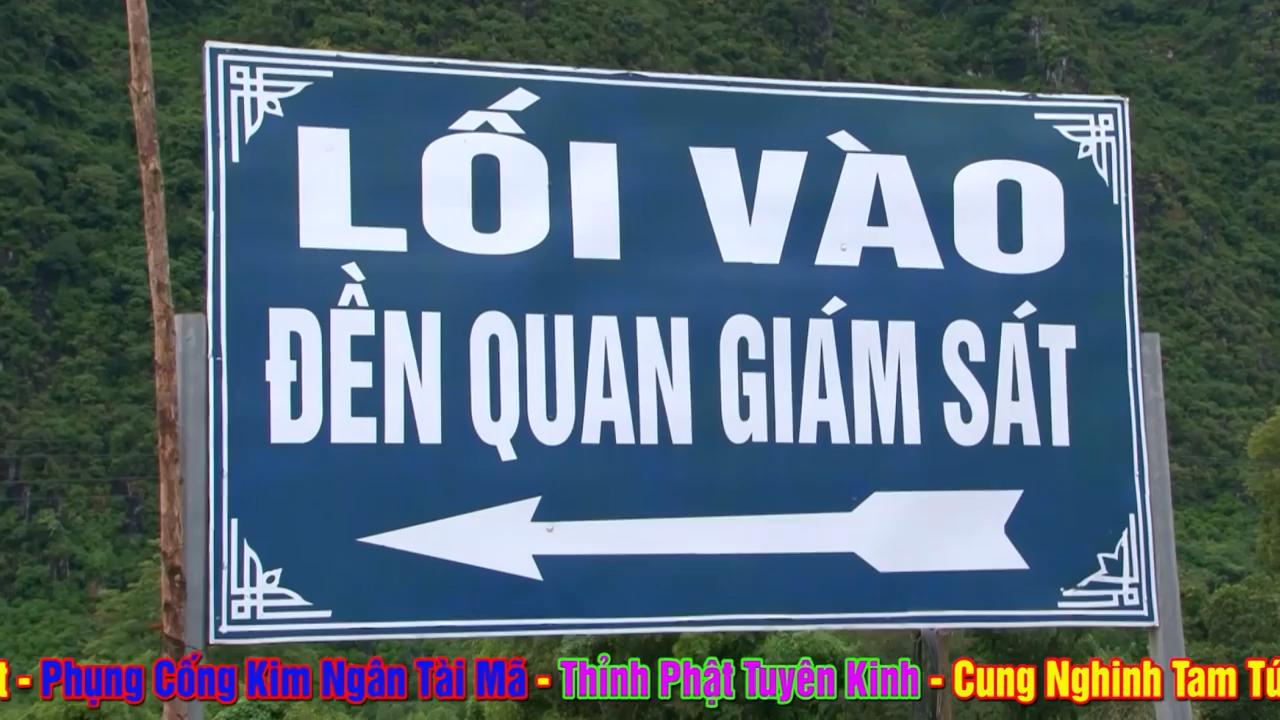 LỐI VÀO
ĐỀN QUAN GIÁM SÁT
- Phụng Cống Kim Ngân Tài Mã - Thỉnh Phật Tuyên Kinh - Cung Nghinh Tam